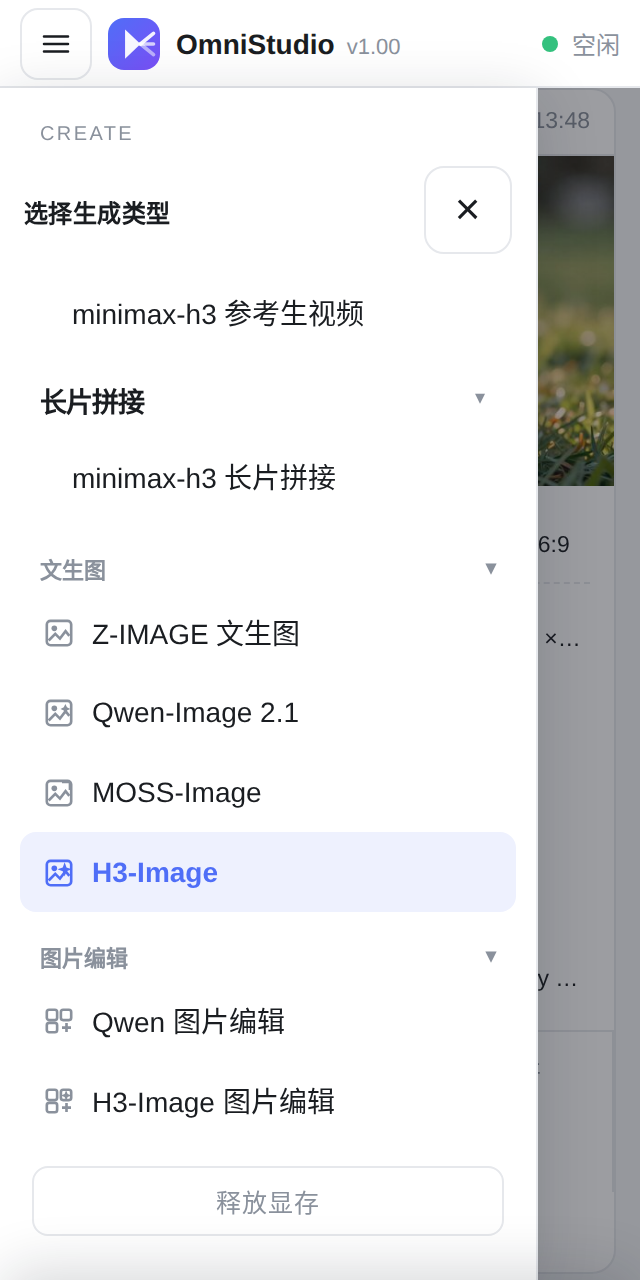 OmniStudio v1.00
空闲
13:48
CREATE
选择生成类型
minimax-h3 参考生视频
长片拼接
minimax-h3 长片拼接
6:9
文生图
Z-IMAGE 文生图
×…
Qwen-Image 2.1
MOSS-Image
H3-Image
图片编辑
y …
Qwen 图片编辑
H3-Image 图片编辑
释放显存